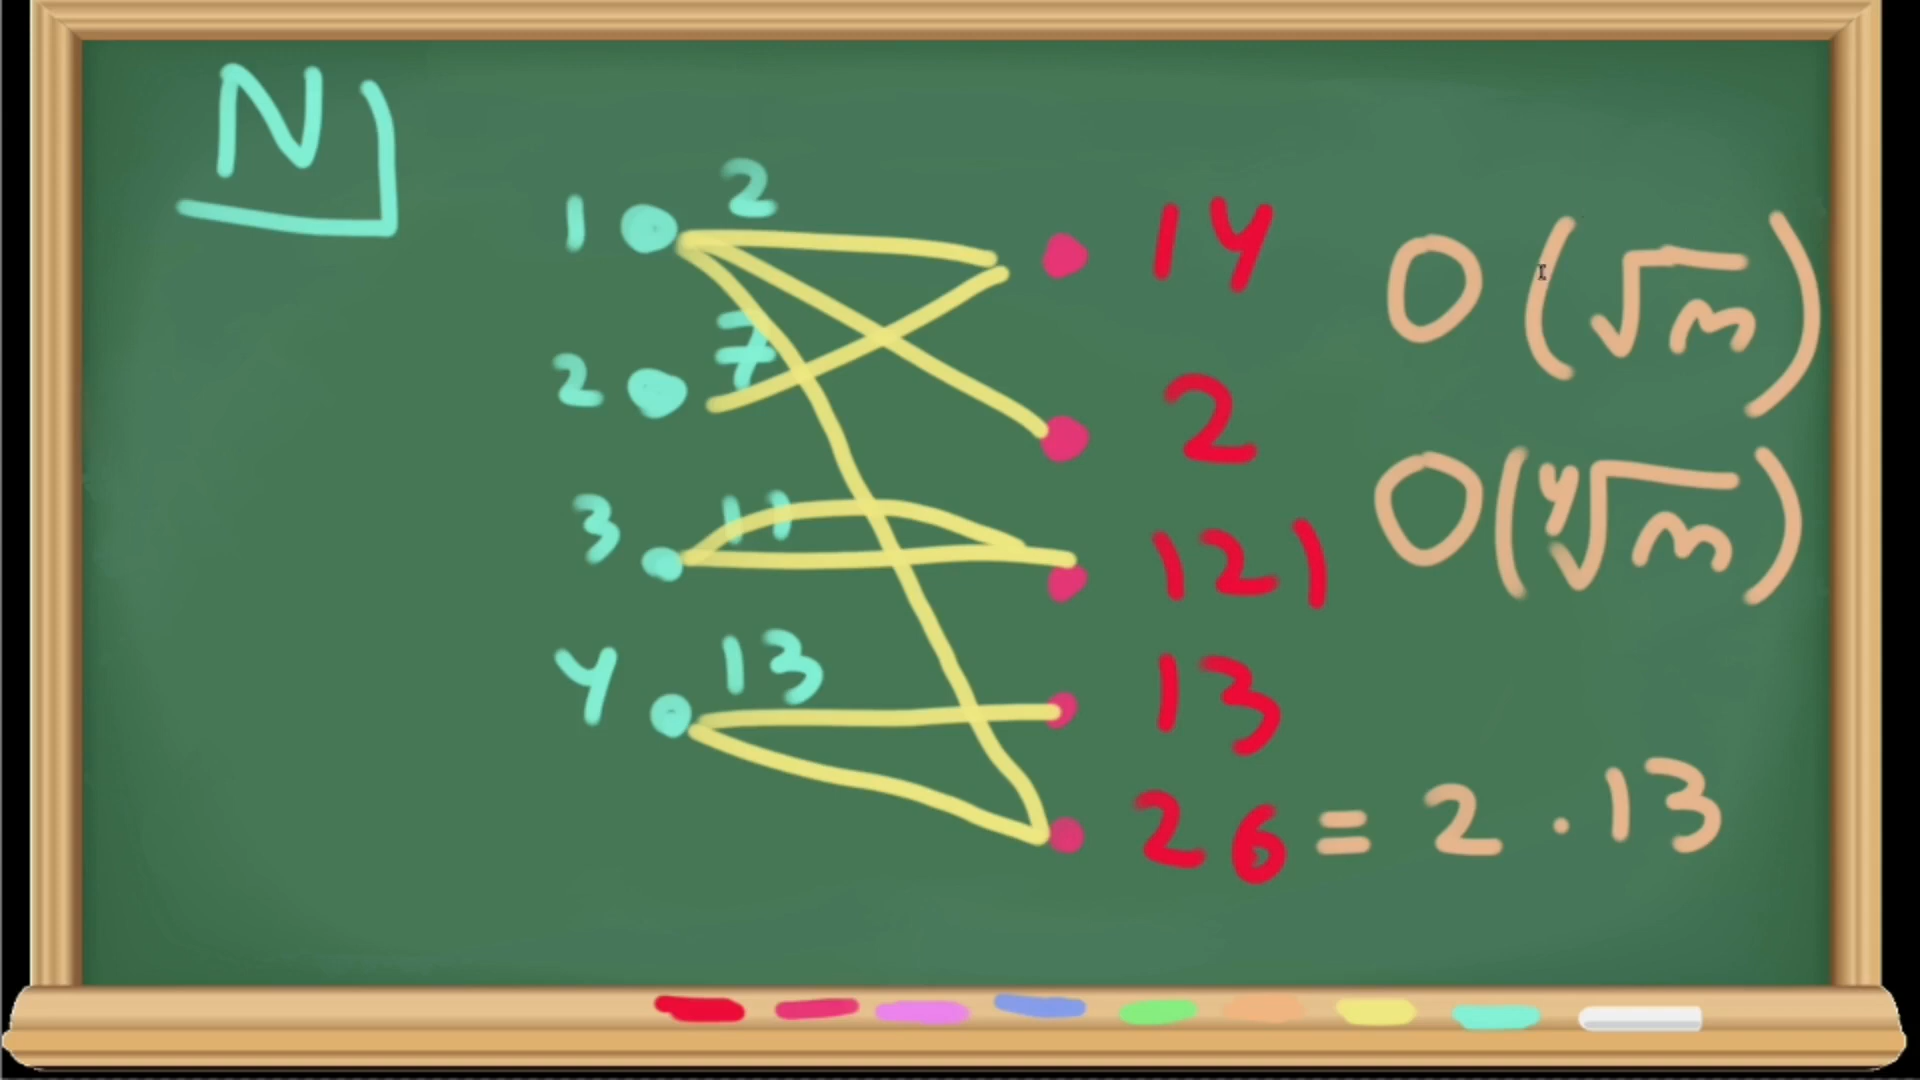 N
1 2 14 O(√m)
2 7 2
3 11 121 O(⁴√m)
4 13 13
26 = 2 · 13